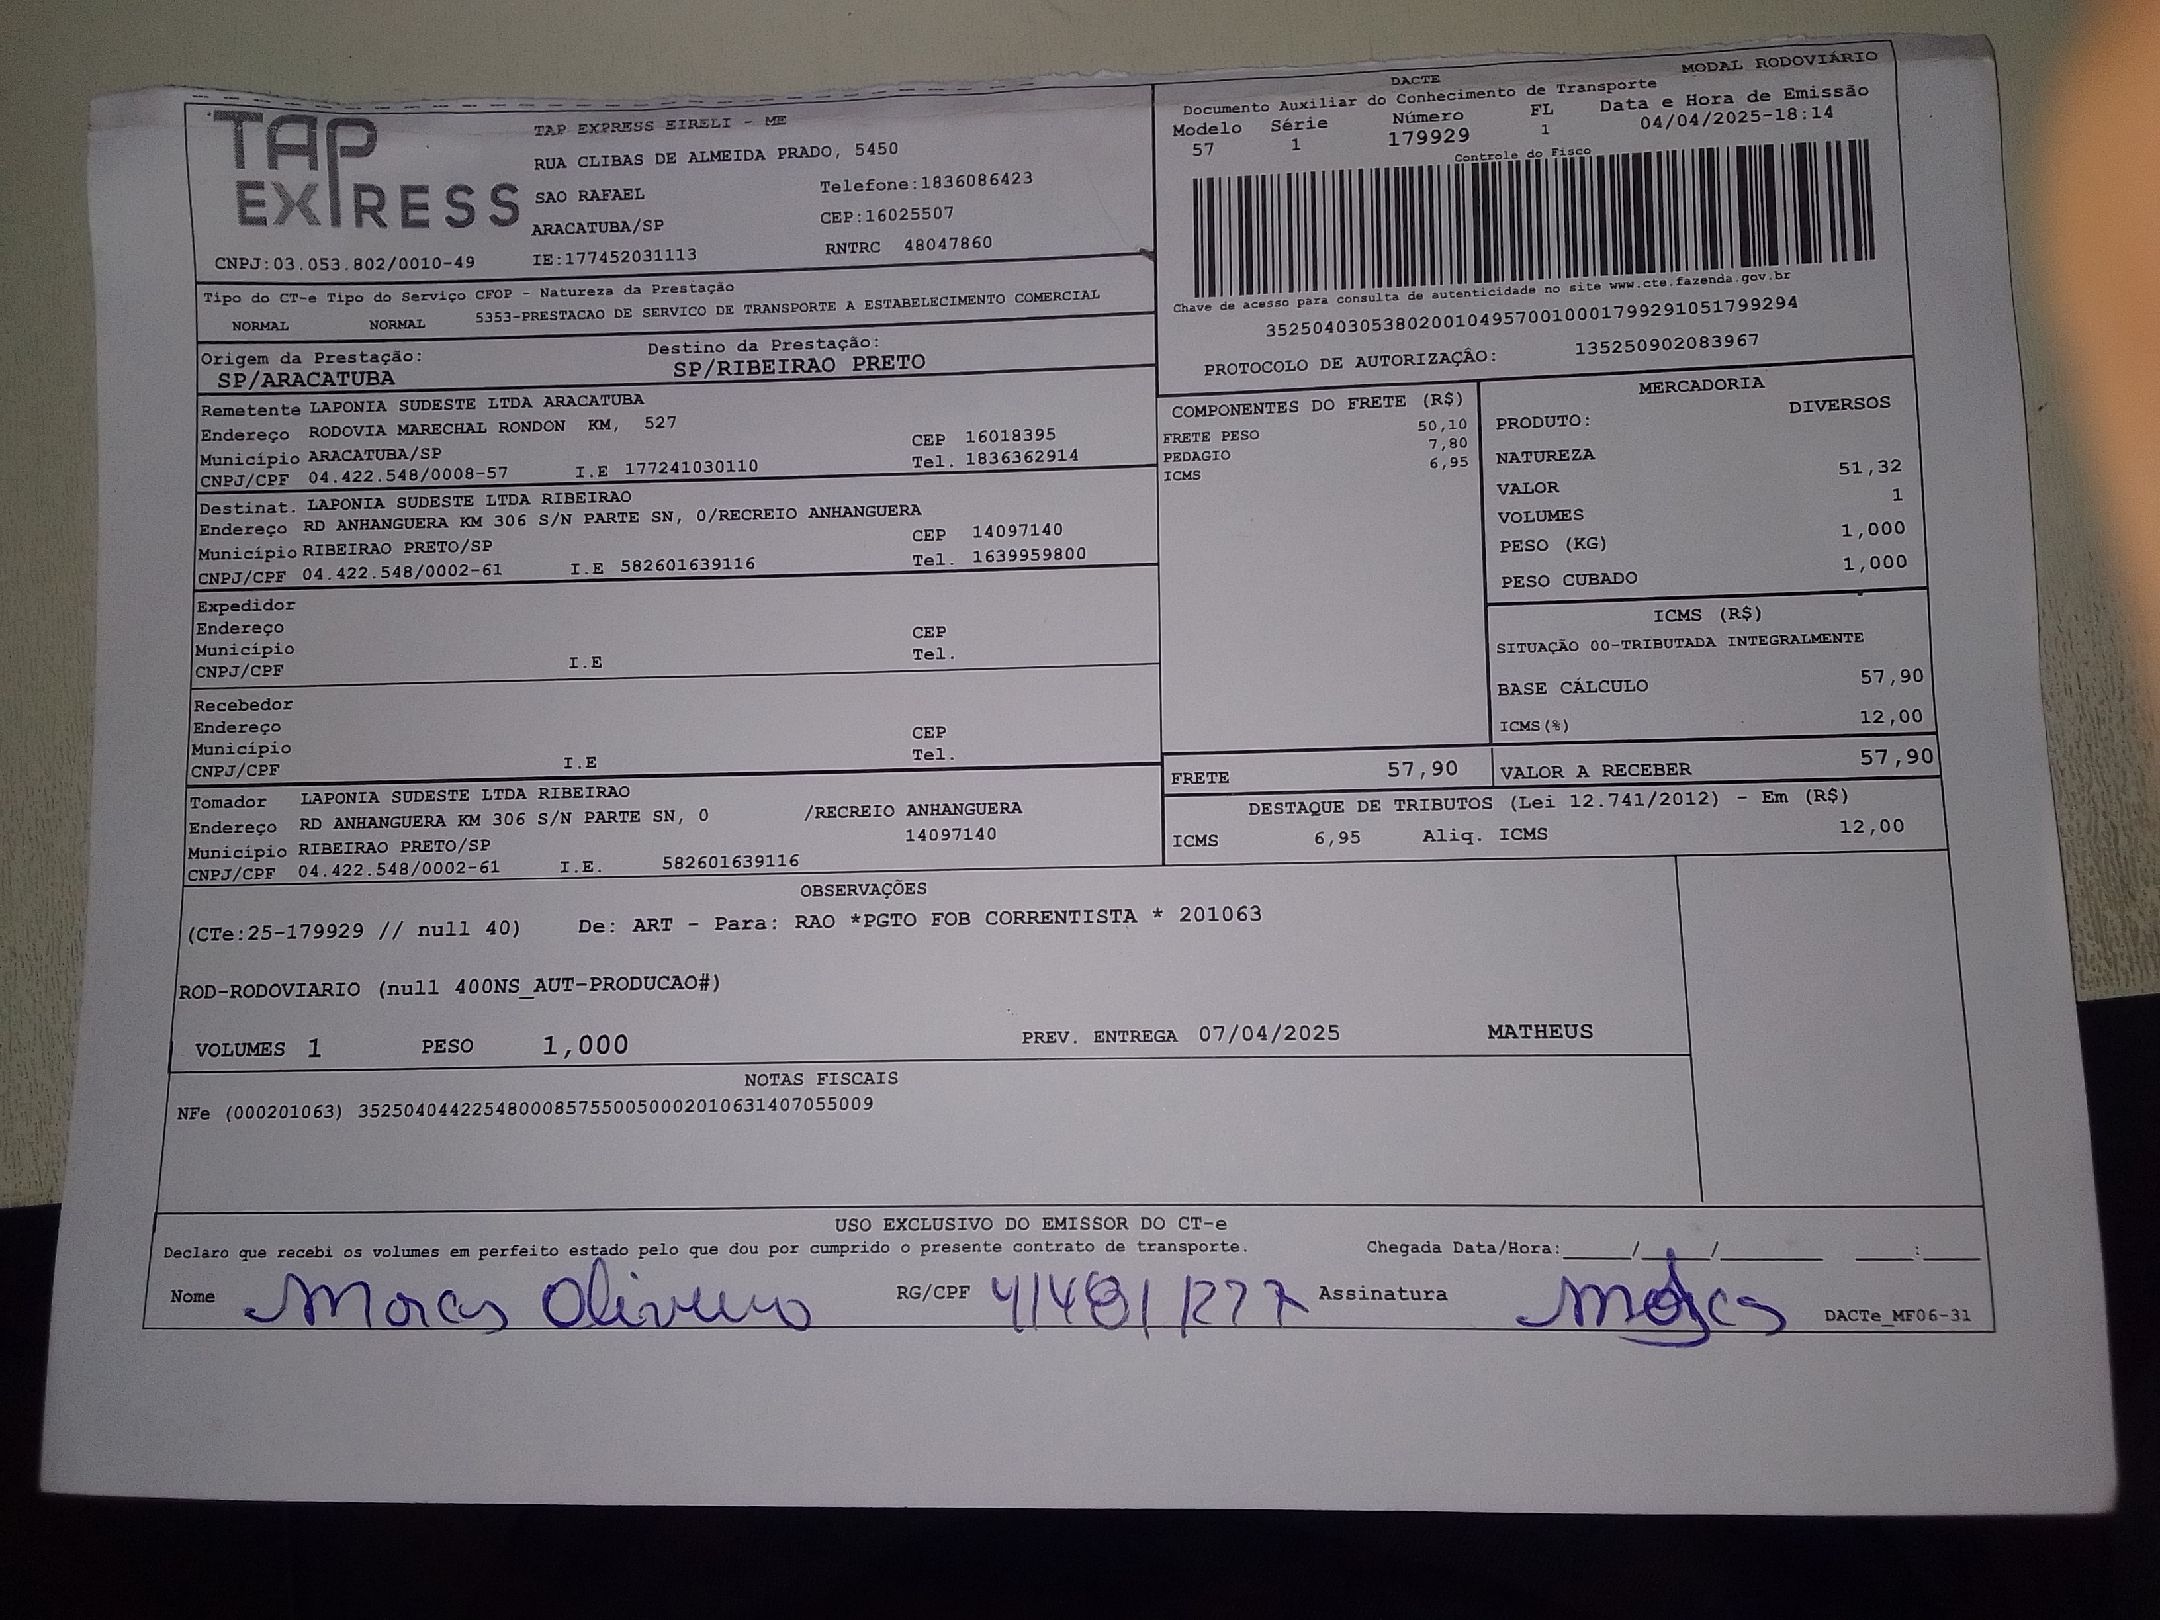 TAP EXPRESS
TAP EXPRESS EIRELI - ME
RUA CLIBAS DE ALMEIDA PRADO, 5450
SAO RAFAEL Telefone:1836086423
ARACATUBA/SP CEP:16025507
CNPJ:03.053.802/0010-49 IE:177452031113 RNTRC 48047860
DACTE MODAL RODOVIÁRIO
Documento Auxiliar do Conhecimento de Transporte
Modelo Série Número FL Data e Hora de Emissão
57 1 179929 1 04/04/2025-18:14
Controle do Fisco
Chave de acesso para consulta de autenticidade no site www.cte.fazenda.gov.br
35250403053802001049570010001799291051799294
PROTOCOLO DE AUTORIZAÇÃO: 135250902083967
Tipo do CT-e Tipo do Serviço CFOP - Natureza da Prestação
NORMAL NORMAL 5353-PRESTACAO DE SERVICO DE TRANSPORTE A ESTABELECIMENTO COMERCIAL
Origem da Prestação: Destino da Prestação:
SP/ARACATUBA SP/RIBEIRAO PRETO
Remetente LAPONIA SUDESTE LTDA ARACATUBA
Endereço RODOVIA MARECHAL RONDON KM, 527
Município ARACATUBA/SP CEP 16018395
CNPJ/CPF 04.422.548/0008-57 I.E 177241030110 Tel. 1836362914
Destinat. LAPONIA SUDESTE LTDA RIBEIRAO
Endereço RD ANHANGUERA KM 306 S/N PARTE SN, 0/RECREIO ANHANGUERA
Município RIBEIRAO PRETO/SP CEP 14097140
CNPJ/CPF 04.422.548/0002-61 I.E 582601639116 Tel. 1639959800
Expedidor
Endereço
Município CEP
CNPJ/CPF I.E Tel.
Recebedor
Endereço
Município CEP
CNPJ/CPF I.E Tel.
Tomador LAPONIA SUDESTE LTDA RIBEIRAO
Endereço RD ANHANGUERA KM 306 S/N PARTE SN, 0 /RECREIO ANHANGUERA
Município RIBEIRAO PRETO/SP 14097140
CNPJ/CPF 04.422.548/0002-61 I.E. 582601639116
COMPONENTES DO FRETE (R$)
FRETE PESO 50,10
PEDAGIO 7,80
ICMS 6,95
MERCADORIA
PRODUTO: DIVERSOS
NATUREZA
VALOR 51,32
VOLUMES 1
PESO (KG) 1,000
PESO CUBADO 1,000
ICMS (R$)
SITUAÇÃO 00-TRIBUTADA INTEGRALMENTE
BASE CÁLCULO 57,90
ICMS(%) 12,00
FRETE 57,90 VALOR A RECEBER 57,90
DESTAQUE DE TRIBUTOS (Lei 12.741/2012) - Em (R$)
ICMS 6,95 Aliq. ICMS 12,00
OBSERVAÇÕES
(CTe:25-179929 // null 40) De: ART - Para: RAO *PGTO FOB CORRENTISTA * 201063
ROD-RODOVIARIO (null 400NS_AUT-PRODUCAO#)
VOLUMES 1 PESO 1,000 PREV. ENTREGA 07/04/2025 MATHEUS
NOTAS FISCAIS
NFe (000201063) 35250404422548000857550050002010631407055009
USO EXCLUSIVO DO EMISSOR DO CT-e
Declaro que recebi os volumes em perfeito estado pelo que dou por cumprido o presente contrato de transporte. Chegada Data/Hora:____/____/______ ___:____
Nome Oliveira RG/CPF Assinatura DACTe_MF06-31